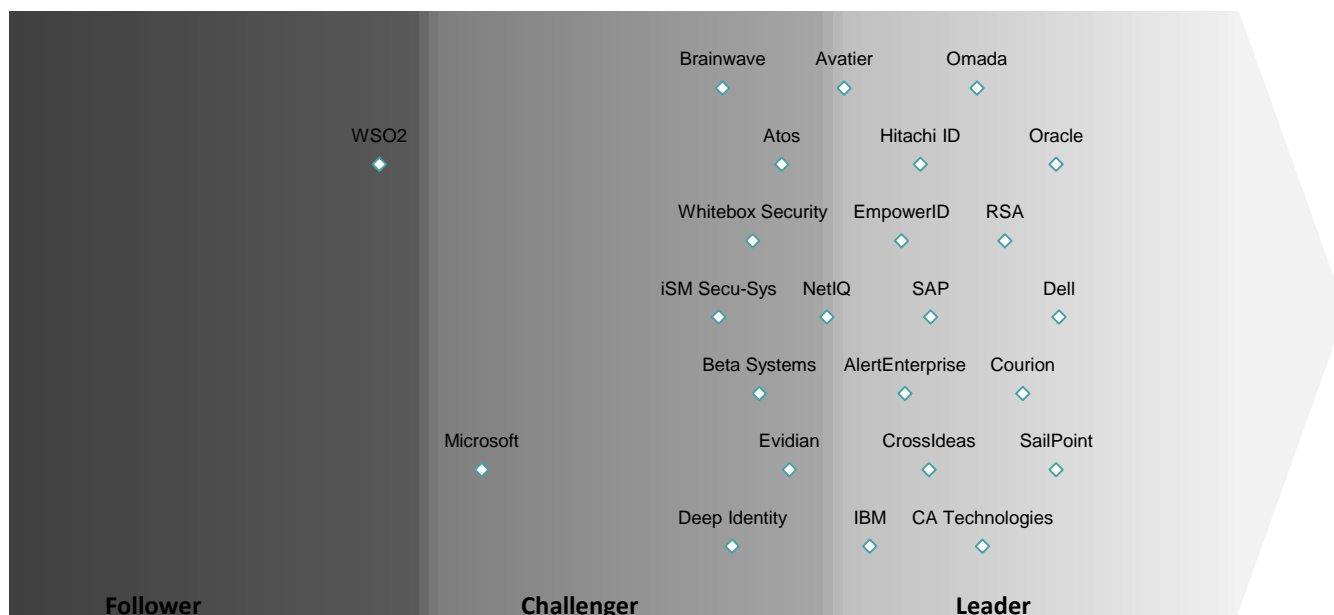 Brainwave Avatier Omada
WSO2 Atos Hitachi ID Oracle
Whitebox Security EmpowerID RSA
iSM Secu-Sys NetIQ SAP Dell
Beta Systems AlertEnterprise Courion
Microsoft Evidian CrossIdeas SailPoint
Deep Identity IBM CA Technologies
Follower Challenger Leader